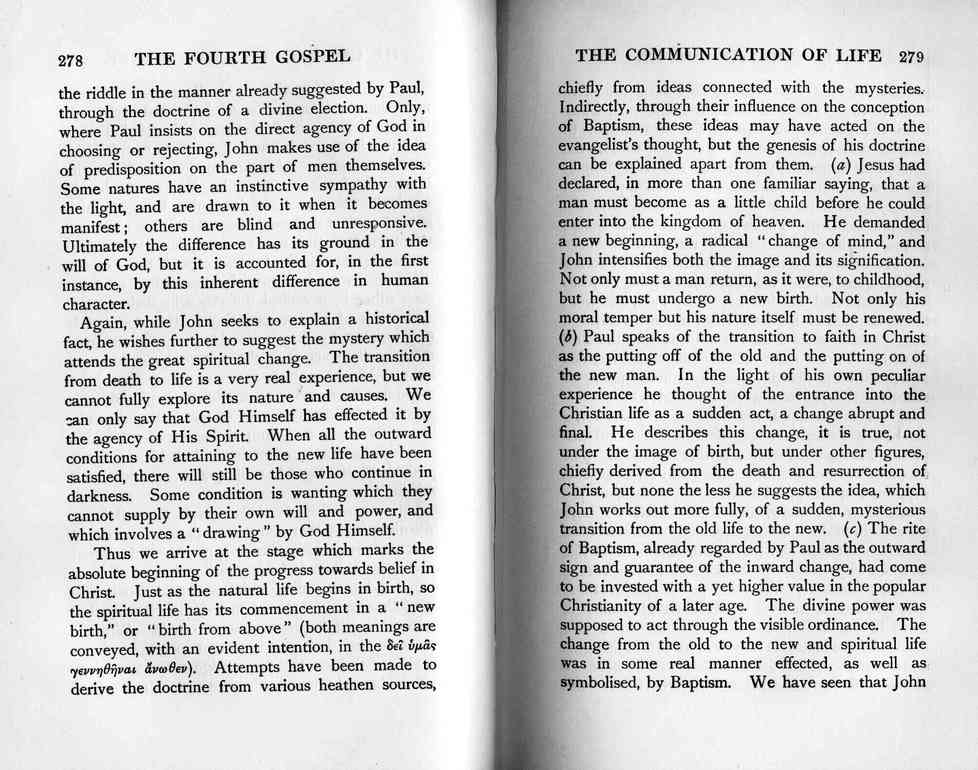 278 THE FOURTH GOSPEL
the riddle in the manner already suggested by Paul,
through the doctrine of a divine election. Only,
where Paul insists on the direct agency of God in
choosing or rejecting, John makes use of the idea
of predisposition on the part of men themselves.
Some natures have an instinctive sympathy with
the light, and are drawn to it when it becomes
manifest; others are blind and unresponsive.
Ultimately the difference has its ground in the
will of God, but it is accounted for, in the first
instance, by this inherent difference in human
character.
Again, while John seeks to explain a historical
fact, he wishes further to suggest the mystery which
attends the great spiritual change. The transition
from death to life is a very real experience, but we
cannot fully explore its nature and causes. We
can only say that God Himself has effected it by
the agency of His Spirit. When all the outward
conditions for attaining to the new life have been
satisfied, there will still be those who continue in
darkness. Some condition is wanting which they
cannot supply by their own will and power, and
which involves a "drawing" by God Himself.
Thus we arrive at the stage which marks the
absolute beginning of the progress towards belief in
Christ. Just as the natural life begins in birth, so
the spiritual life has its commencement in a "new
birth," or "birth from above" (both meanings are
conveyed, with an evident intention, in the δεῖ ὑμᾶς
γεννηθῆναι ἄνωθεν). Attempts have been made to
derive the doctrine from various heathen sources,
THE COMMUNICATION OF LIFE 279
chiefly from ideas connected with the mysteries.
Indirectly, through their influence on the conception
of Baptism, these ideas may have acted on the
evangelist's thought, but the genesis of his doctrine
can be explained apart from them. (a) Jesus had
declared, in more than one familiar saying, that a
man must become as a little child before he could
enter into the kingdom of heaven. He demanded
a new beginning, a radical "change of mind," and
John intensifies both the image and its signification.
Not only must a man return, as it were, to childhood,
but he must undergo a new birth. Not only his
moral temper but his nature itself must be renewed.
(b) Paul speaks of the transition to faith in Christ
as the putting off of the old and the putting on of
the new man. In the light of his own peculiar
experience he thought of the entrance into the
Christian life as a sudden act, a change abrupt and
final. He describes this change, it is true, not
under the image of birth, but under other figures,
chiefly derived from the death and resurrection of
Christ, but none the less he suggests the idea, which
John works out more fully, of a sudden, mysterious
transition from the old life to the new. (c) The rite
of Baptism, already regarded by Paul as the outward
sign and guarantee of the inward change, had come
to be invested with a yet higher value in the popular
Christianity of a later age. The divine power was
supposed to act through the visible ordinance. The
change from the old to the new and spiritual life
was in some real manner effected, as well as
symbolised, by Baptism. We have seen that John